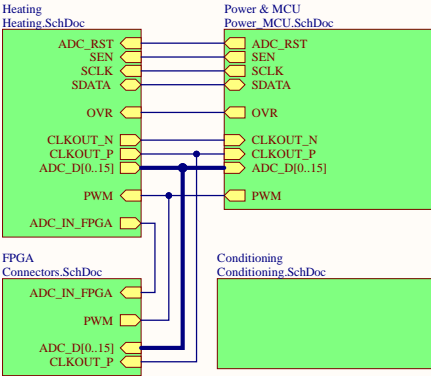 Heating
Heating.SchDoc
ADC_RST
SEN
SCLK
SDATA
OVR
CLKOUT_N
CLKOUT_P
ADC_D[0..15]
PWM
ADC_IN_FPGA
Power & MCU
Power_MCU.SchDoc
ADC_RST
SEN
SCLK
SDATA
OVR
CLKOUT_N
CLKOUT_P
ADC_D[0..15]
PWM
FPGA
Connectors.SchDoc
ADC_IN_FPGA
PWM
ADC_D[0..15]
CLKOUT_P
Conditioning
Conditioning.SchDoc